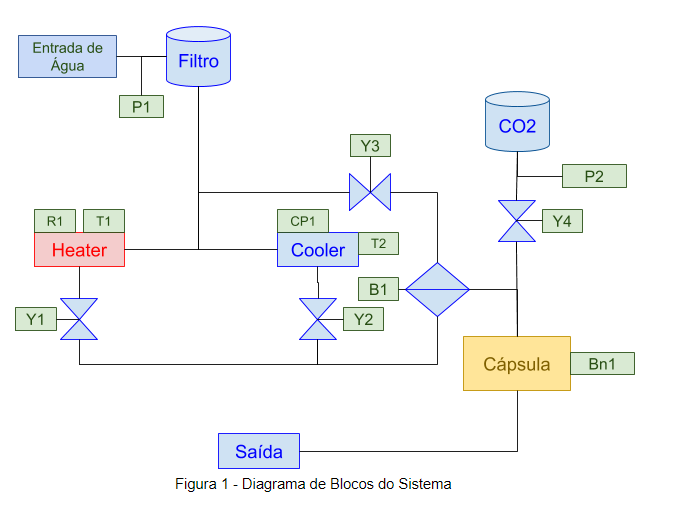 Entrada de
Água
Filtro
P1
CO2
Y3
P2
R1
T1
CP1
Y4
Heater
Cooler
T2
B1
Y1
Y2
Cápsula
Bn1
Saída
Figura 1 - Diagrama de Blocos do Sistema